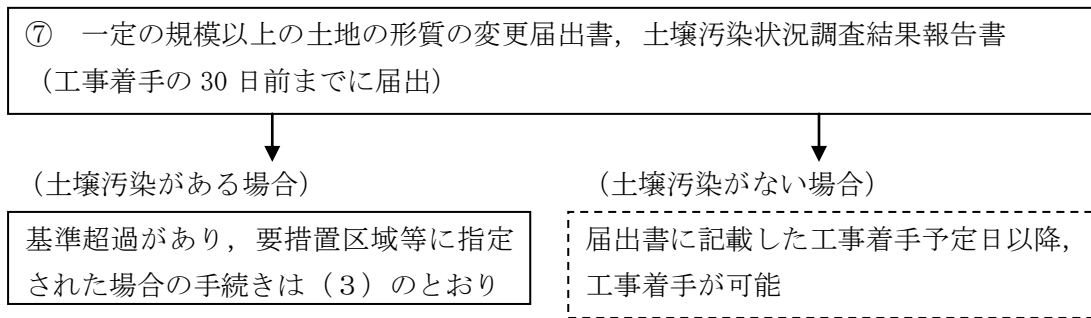 ⑦　一定の規模以上の土地の形質の変更届出書，土壌汚染状況調査結果報告書
（工事着手の 30 日前までに届出）
（土壌汚染がある場合）
基準超過があり，要措置区域等に指定
された場合の手続きは（３）のとおり
（土壌汚染がない場合）
届出書に記載した工事着手予定日以降，
工事着手が可能